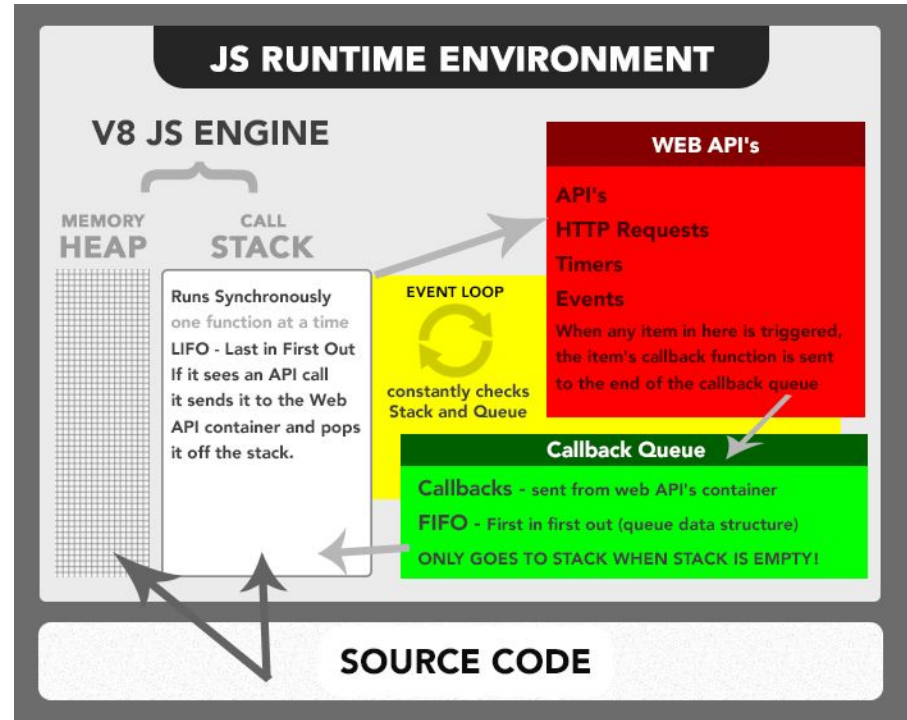 JS RUNTIME ENVIRONMENT
V8 JS ENGINE
MEMORY
HEAP
CALL
STACK
Runs Synchronously
one function at a time
LIFO - Last in First Out
If it sees an API call
it sends it to the Web
API container and pops
it off the stack.
EVENT LOOP
constantly checks
Stack and Queue
WEB API's
API's
HTTP Requests
Timers
Events
When any item in here is triggered,
the item's callback function is sent
to the end of the callback queue
Callback Queue
Callbacks - sent from web API's container
FIFO - First in first out (queue data structure)
ONLY GOES TO STACK WHEN STACK IS EMPTY!
SOURCE CODE